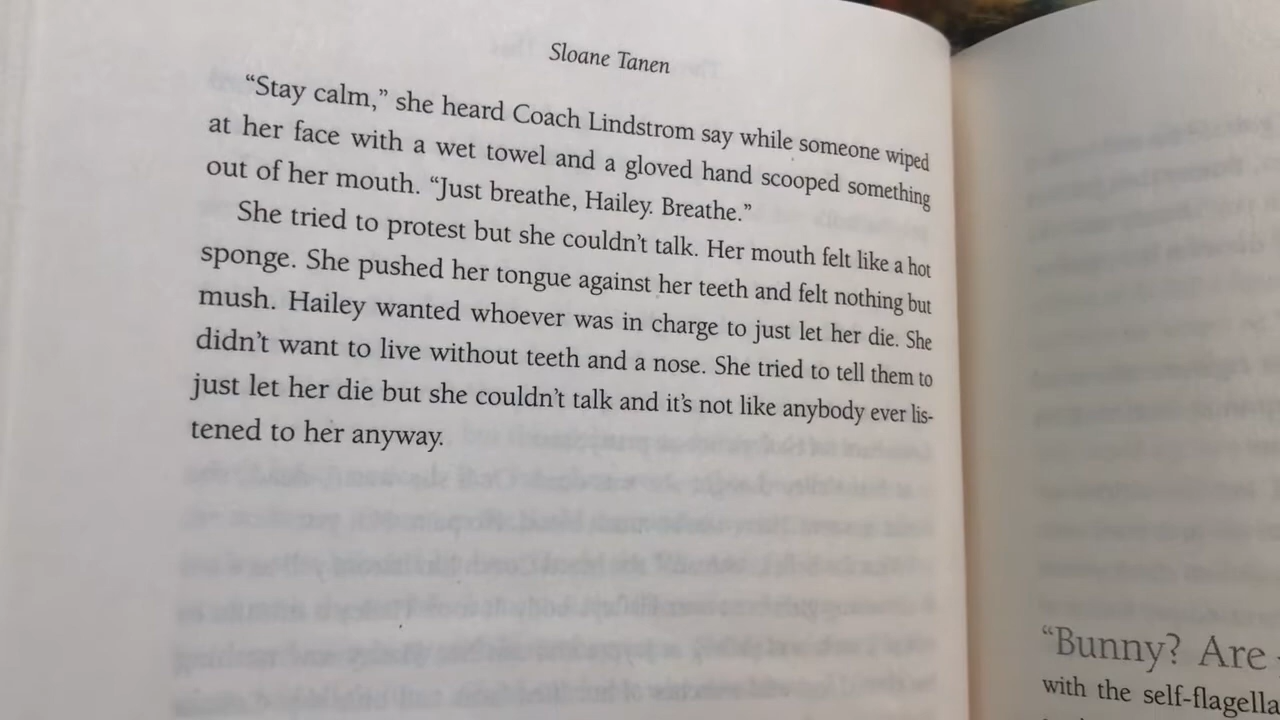 Sloane Tanen
“Stay calm,” she heard Coach Lindstrom say while someone wiped
at her face with a wet towel and a gloved hand scooped something
out of her mouth. “Just breathe, Hailey. Breathe.”
She tried to protest but she couldn’t talk. Her mouth felt like a hot
sponge. She pushed her tongue against her teeth and felt nothing but
mush. Hailey wanted whoever was in charge to just let her die. She
didn’t want to live without teeth and a nose. She tried to tell them to
just let her die but she couldn’t talk and it’s not like anybody ever lis-
tened to her anyway.
“Bunny? Are
with the self-flagella